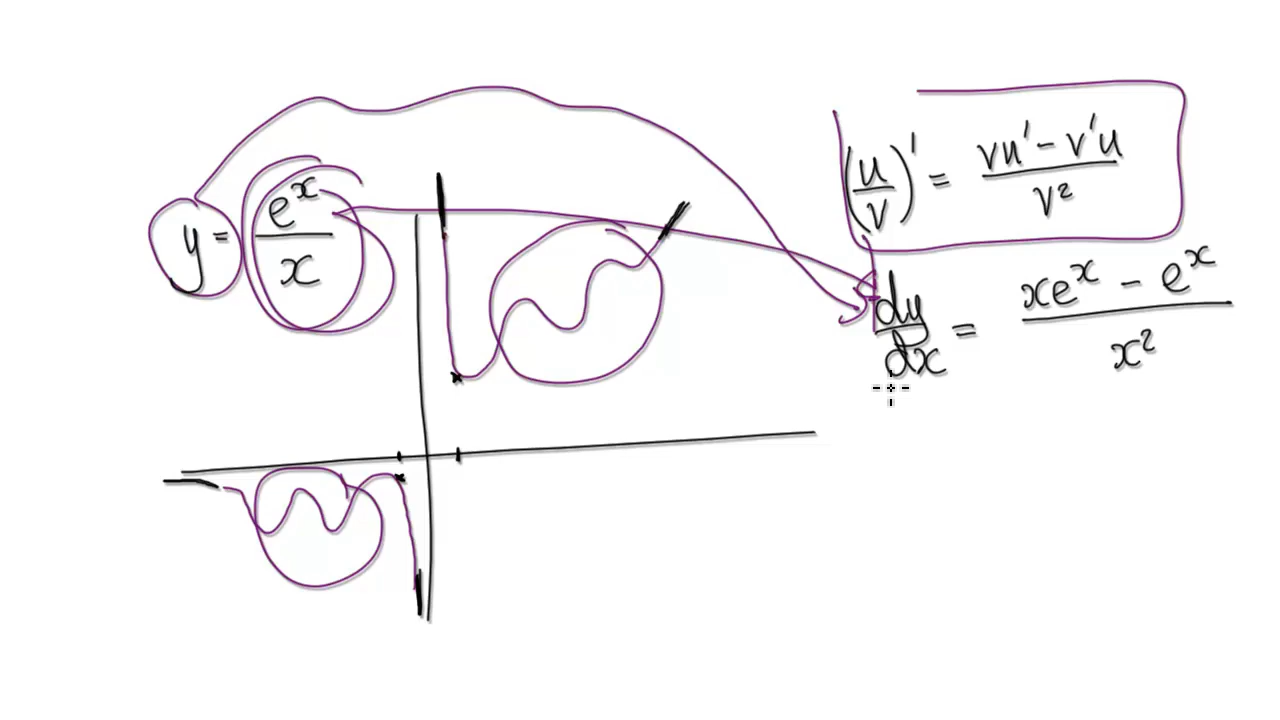 y = e^x / x
(u/v)' = (vu' - v'u) / v²
dy/dx = (xe^x - e^x) / x²